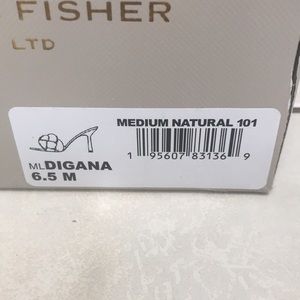 FISHER
LTD
MEDIUM NATURAL 101
1 95607 83136 9
MLDIGANA
6.5 M